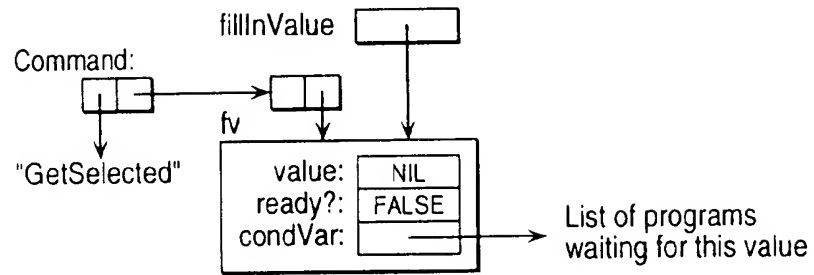 fillInValue
Command:
fv
"GetSelected"
value: NIL
ready?: FALSE
condVar:
List of programs
waiting for this value